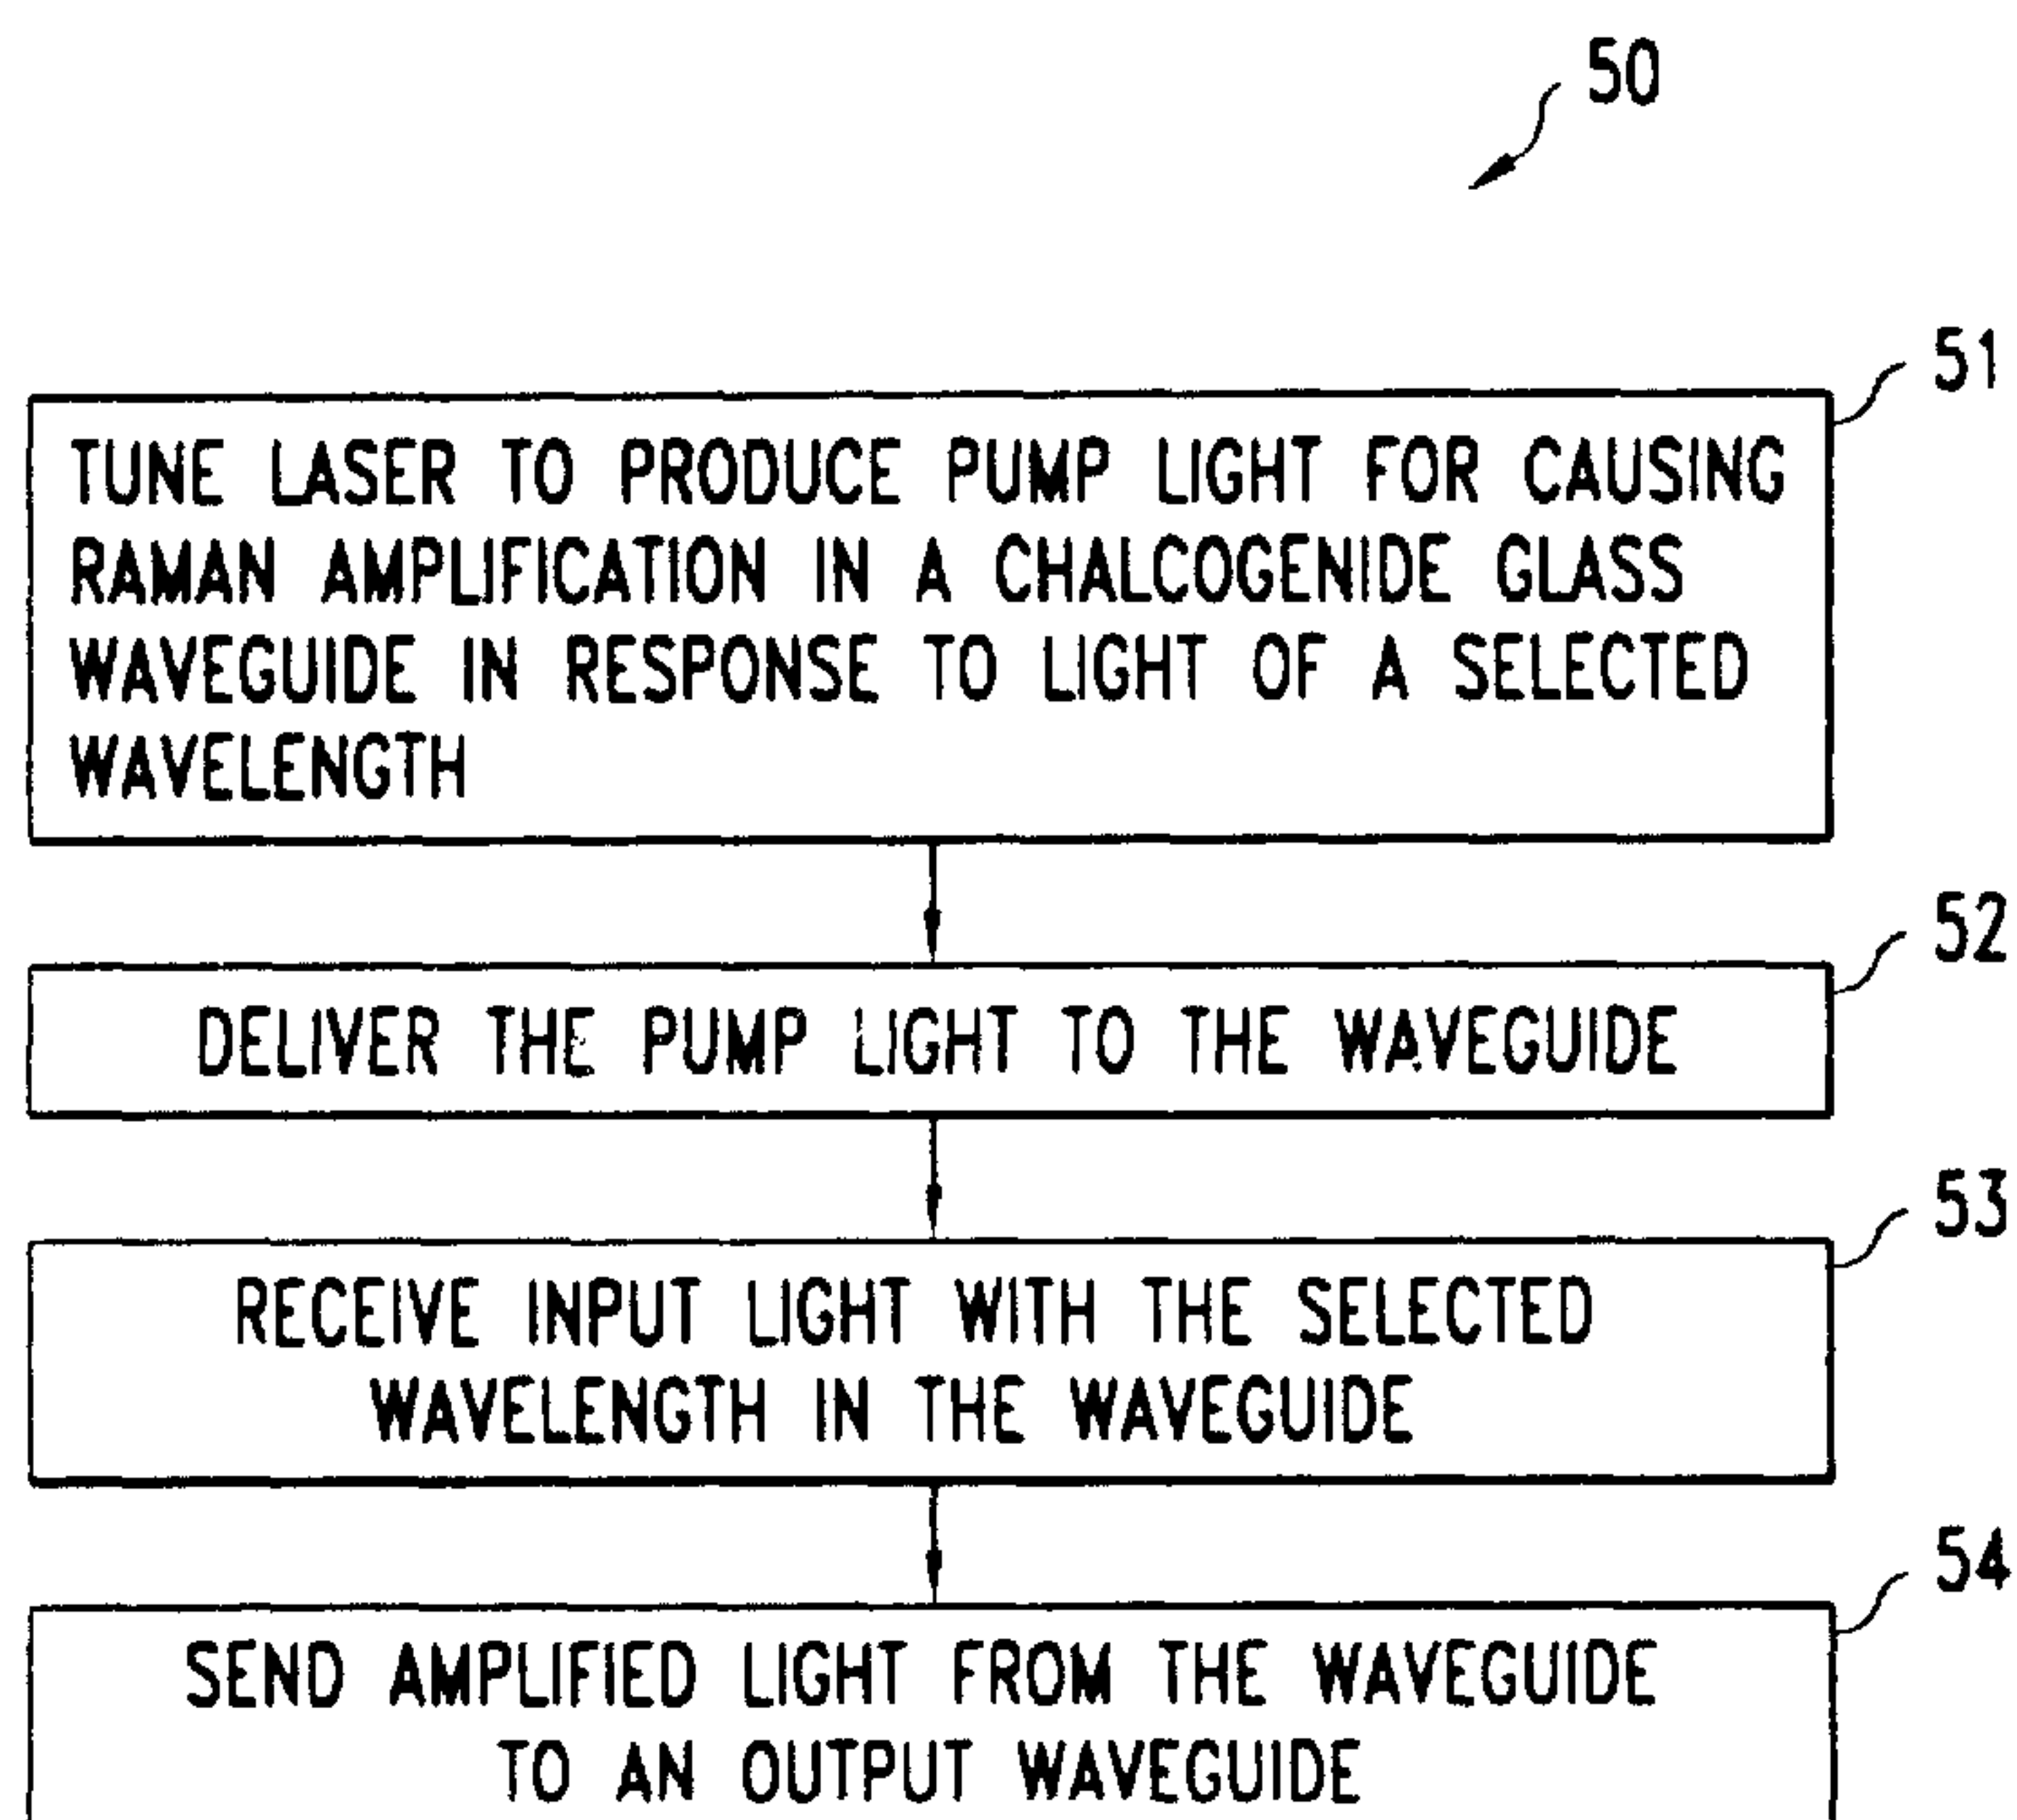 50
51
TUNE LASER TO PRODUCE PUMP LIGHT FOR CAUSING
RAMAN AMPLIFICATION IN A CHALCOGENIDE GLASS
WAVEGUIDE IN RESPONSE TO LIGHT OF A SELECTED
WAVELENGTH
52
DELIVER THE PUMP LIGHT TO THE WAVEGUIDE
53
RECEIVE INPUT LIGHT WITH THE SELECTED
WAVELENGTH IN THE WAVEGUIDE
54
SEND AMPLIFIED LIGHT FROM THE WAVEGUIDE
TO AN OUTPUT WAVEGUIDE